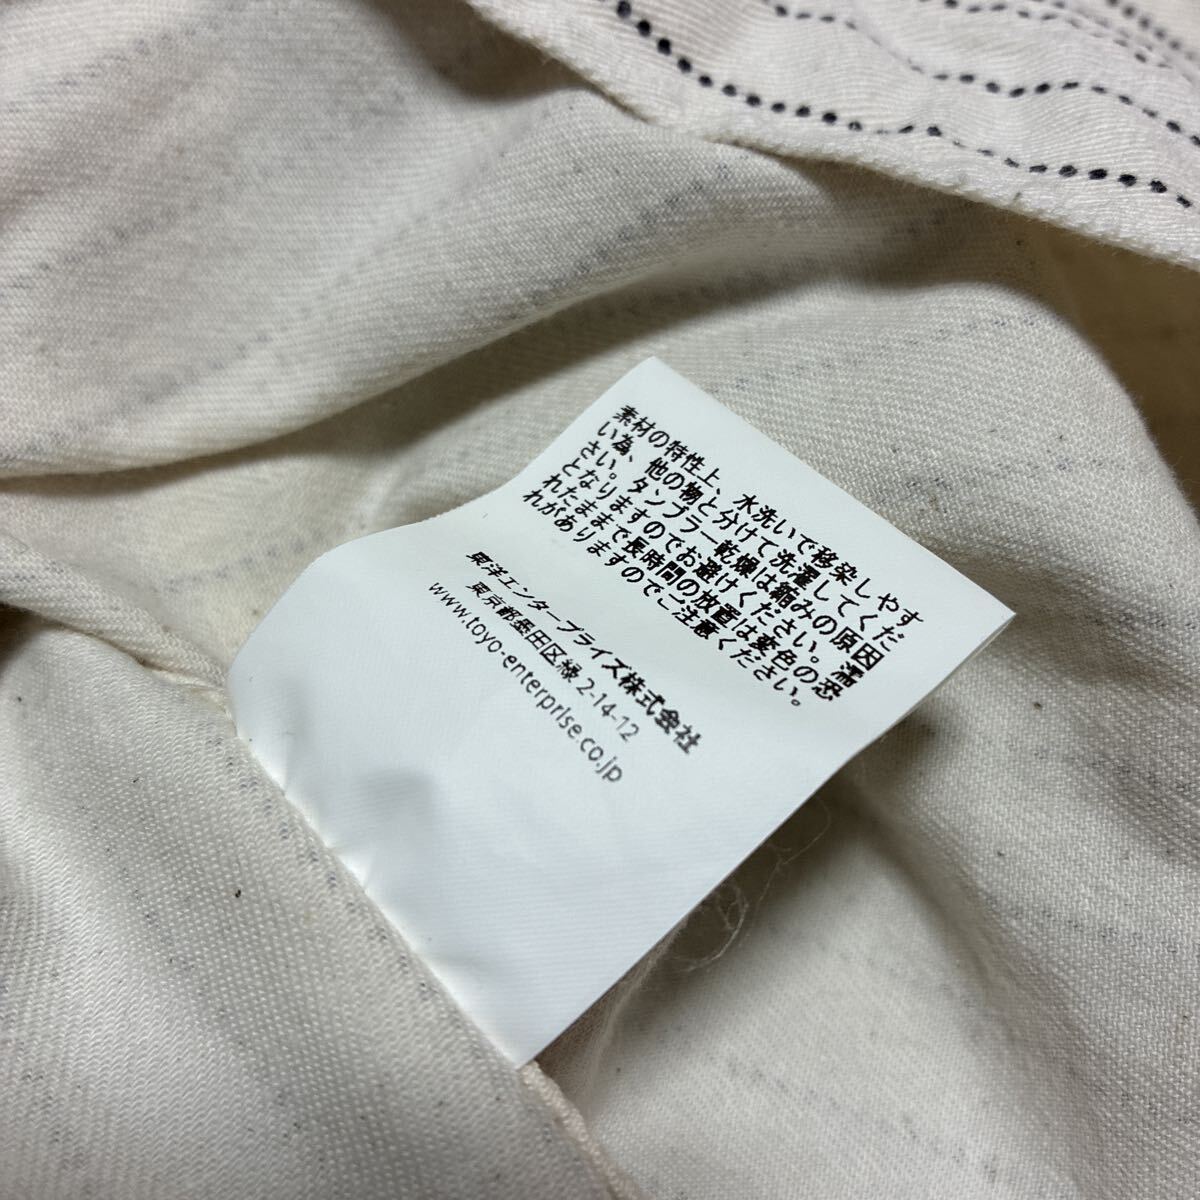 素材の特性上、水洗いで移染しやす
い為、他の物と分けて洗濯してくだ
さい。タンブラー乾燥は縮みの原因
となりますのでお避けください。濡
れたままで長時間の放置は変色の恐
れがありますのでご注意ください。
東洋エンタープライズ株式会社
東京都墨田区緑 2-14-12
www.toyo-enterprise.co.jp